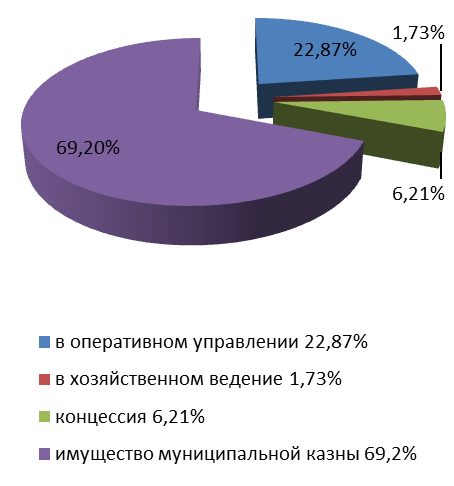 1,73%
22,87%
69,20%
6,21%
в оперативном управлении 22,87%
в хозяйственном ведение 1,73%
концессия 6,21%
имущество муниципальной казны 69,2%